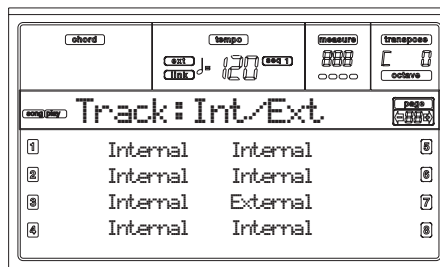 chord tempo measure transpose
ext link ♩= 120 seq 1 888 C 0
octave
song play Track:Int/Ext page 88
1 Internal Internal 5
2 Internal Internal 6
3 Internal External 7
4 Internal Internal 8